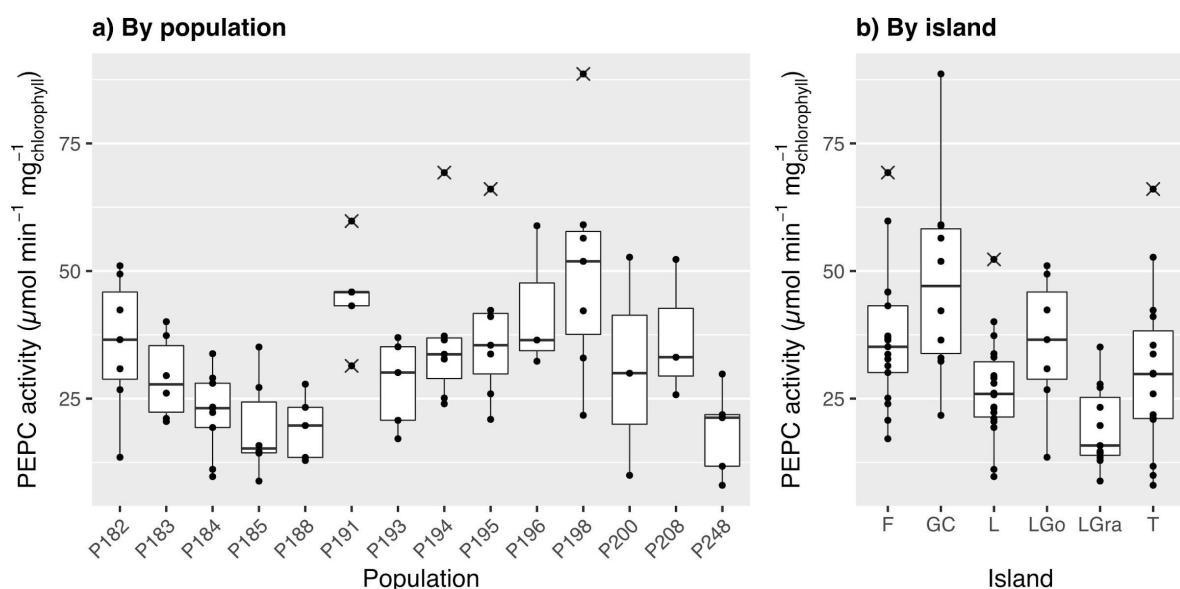 a) By population
PEPC activity (µmol min⁻¹ mg⁻¹chlorophyll)
75
50
25
P182 P183 P184 P185 P188 P191 P193 P194 P195 P196 P198 P200 P208 P248
Population
b) By island
PEPC activity (µmol min⁻¹ mg⁻¹chlorophyll)
75
50
25
F GC L LGo LGra T
Island